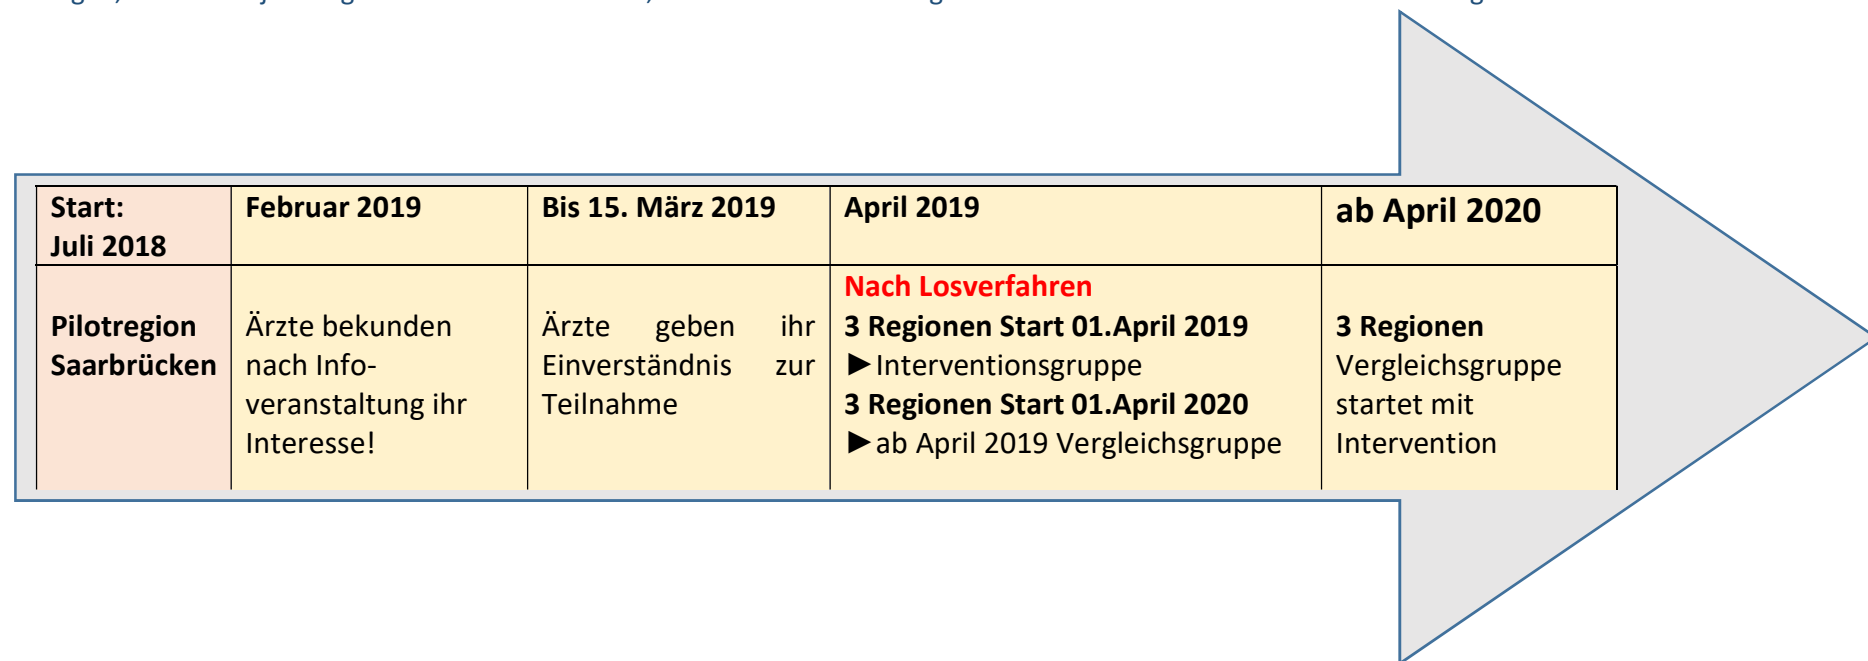 Start:
Juli 2018
Februar 2019
Bis 15. März 2019
April 2019
ab April 2020
Pilotregion
Saarbrücken
Ärzte bekunden
nach Info-
veranstaltung ihr
Interesse!
Ärzte geben ihr
Einverständnis zur
Teilnahme
Nach Losverfahren
3 Regionen Start 01.April 2019
►Interventionsgruppe
3 Regionen Start 01.April 2020
►ab April 2019 Vergleichsgruppe
3 Regionen
Vergleichsgruppe
startet mit
Intervention